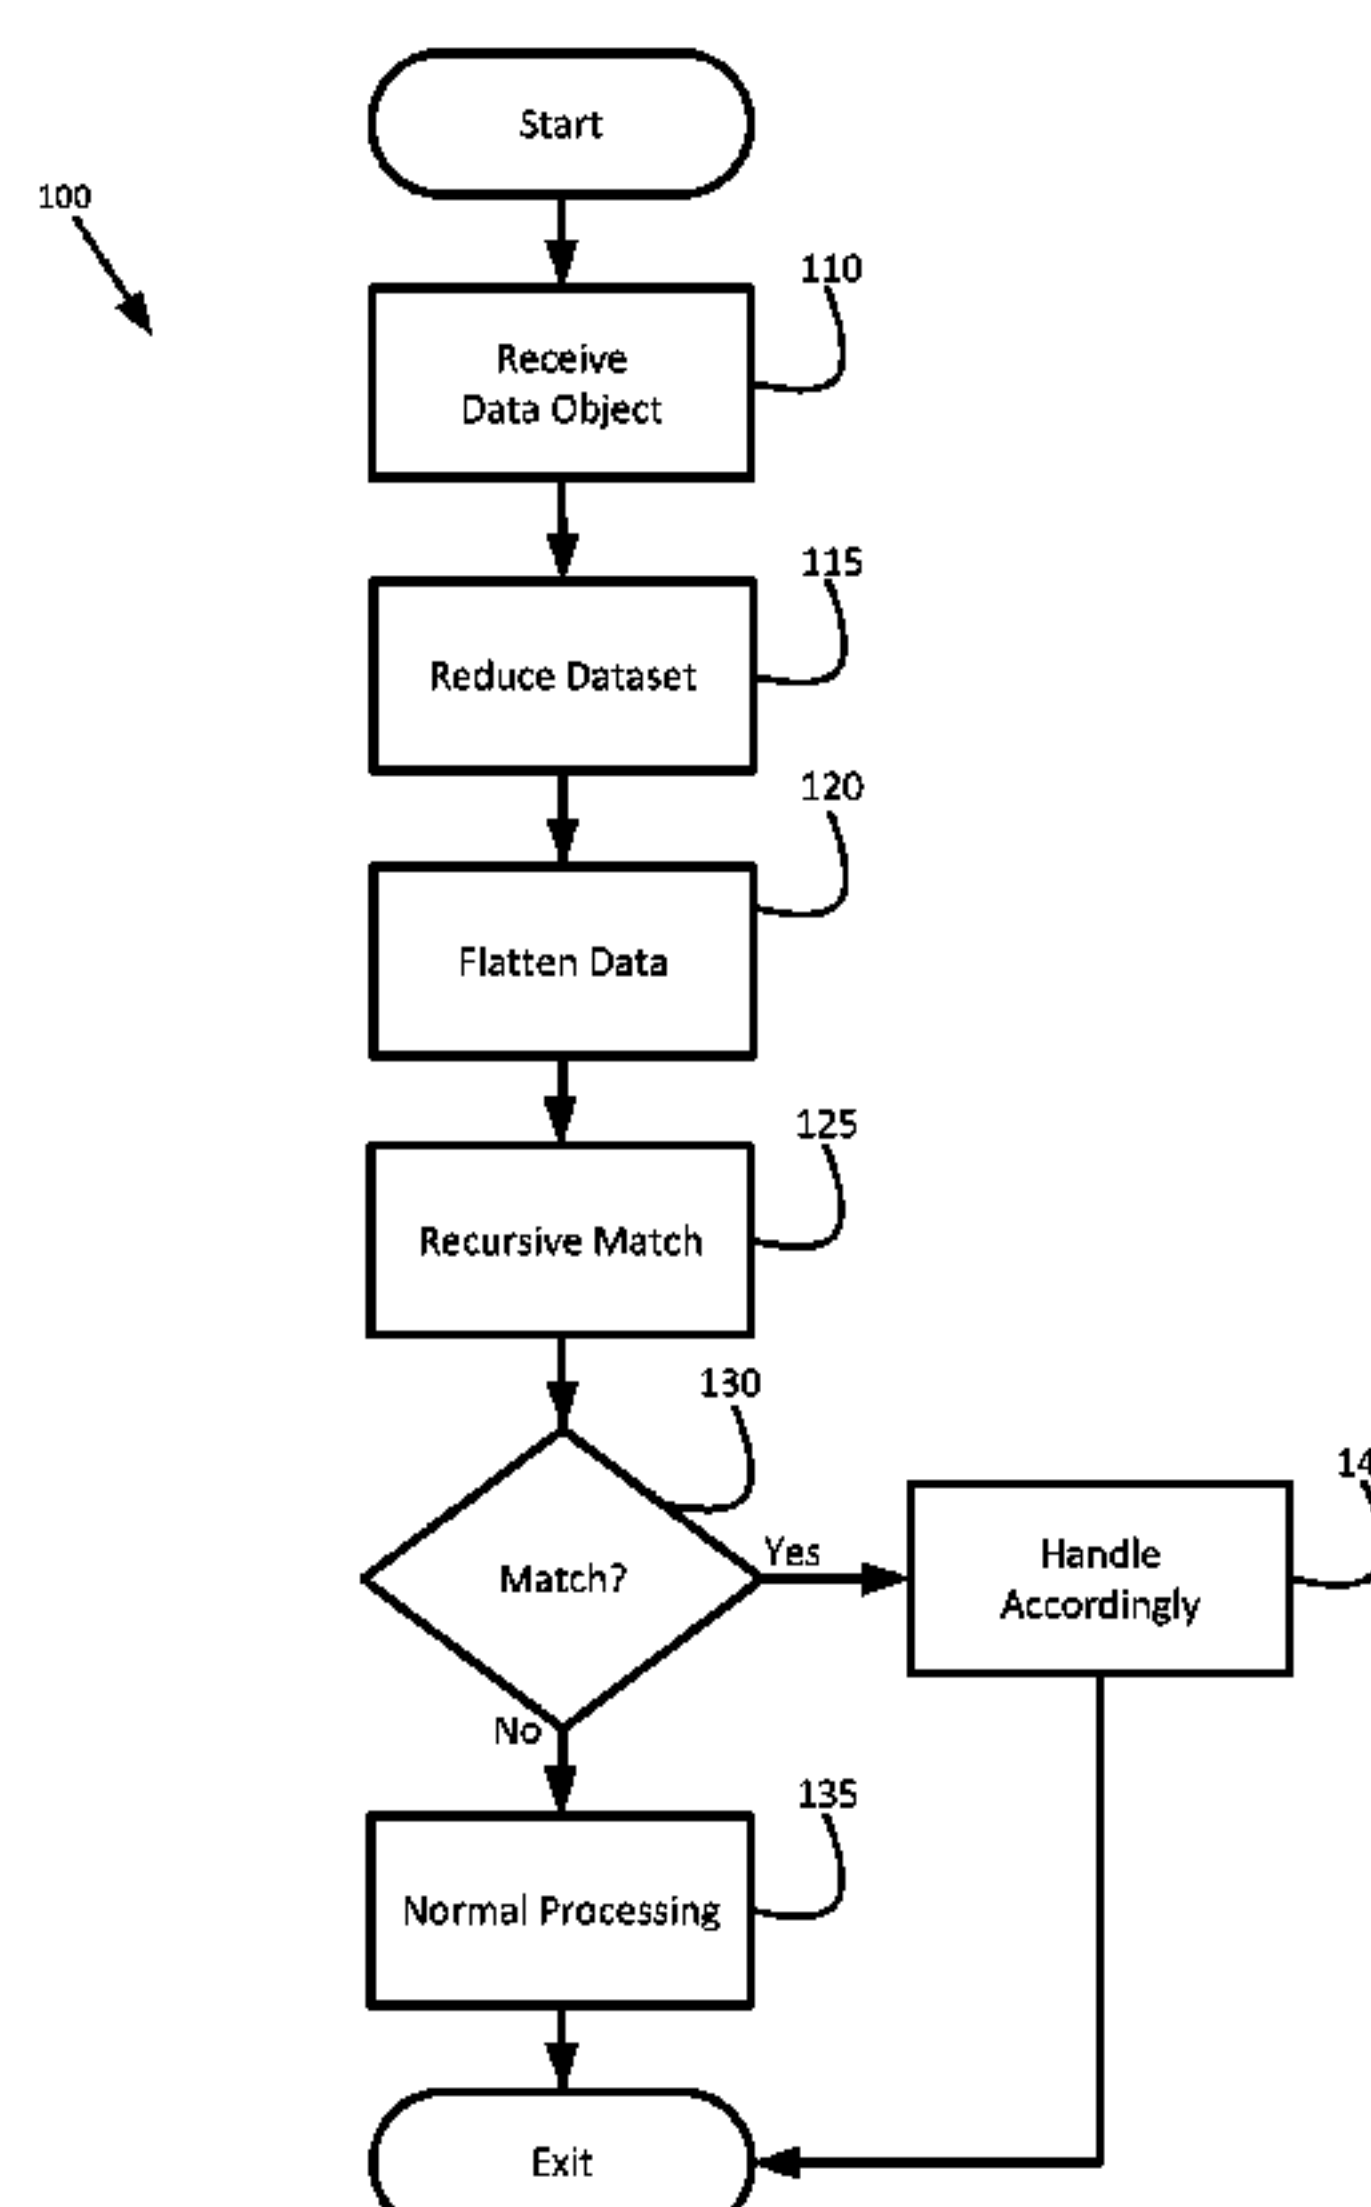 Start
100
110
Receive
Data Object
115
Reduce Dataset
120
Flatten Data
125
Recursive Match
130
Match?
Yes
Handle
Accordingly
No
135
Normal Processing
Exit